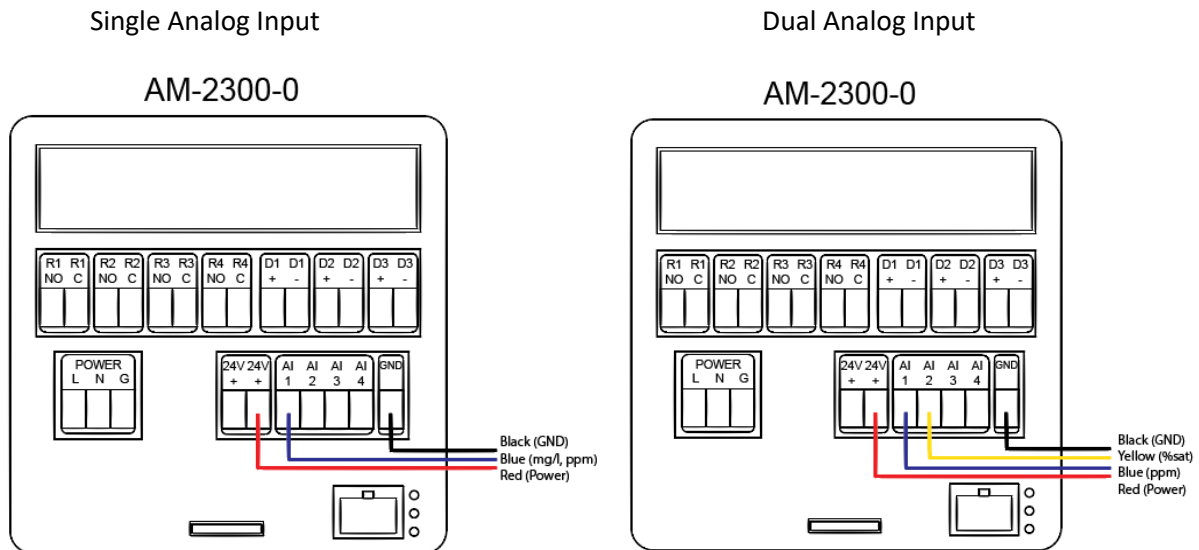 Single Analog Input
AM-2300-0
R1 R1 R2 R2 R3 R3 R4 R4 D1 D1 D2 D2 D3 D3
NO C NO C NO C NO C + - + - + -
POWER
L N G
24V 24V AI AI AI AI GND
+ + 1 2 3 4
Black (GND)
Blue (mg/l, ppm)
Red (Power)
Dual Analog Input
AM-2300-0
R1 R1 R2 R2 R3 R3 R4 R4 D1 D1 D2 D2 D3 D3
NO C NO C NO C NO C + - + - + -
POWER
L N G
24V 24V AI AI AI AI GND
+ + 1 2 3 4
Black (GND)
Yellow (%sat)
Blue (ppm)
Red (Power)